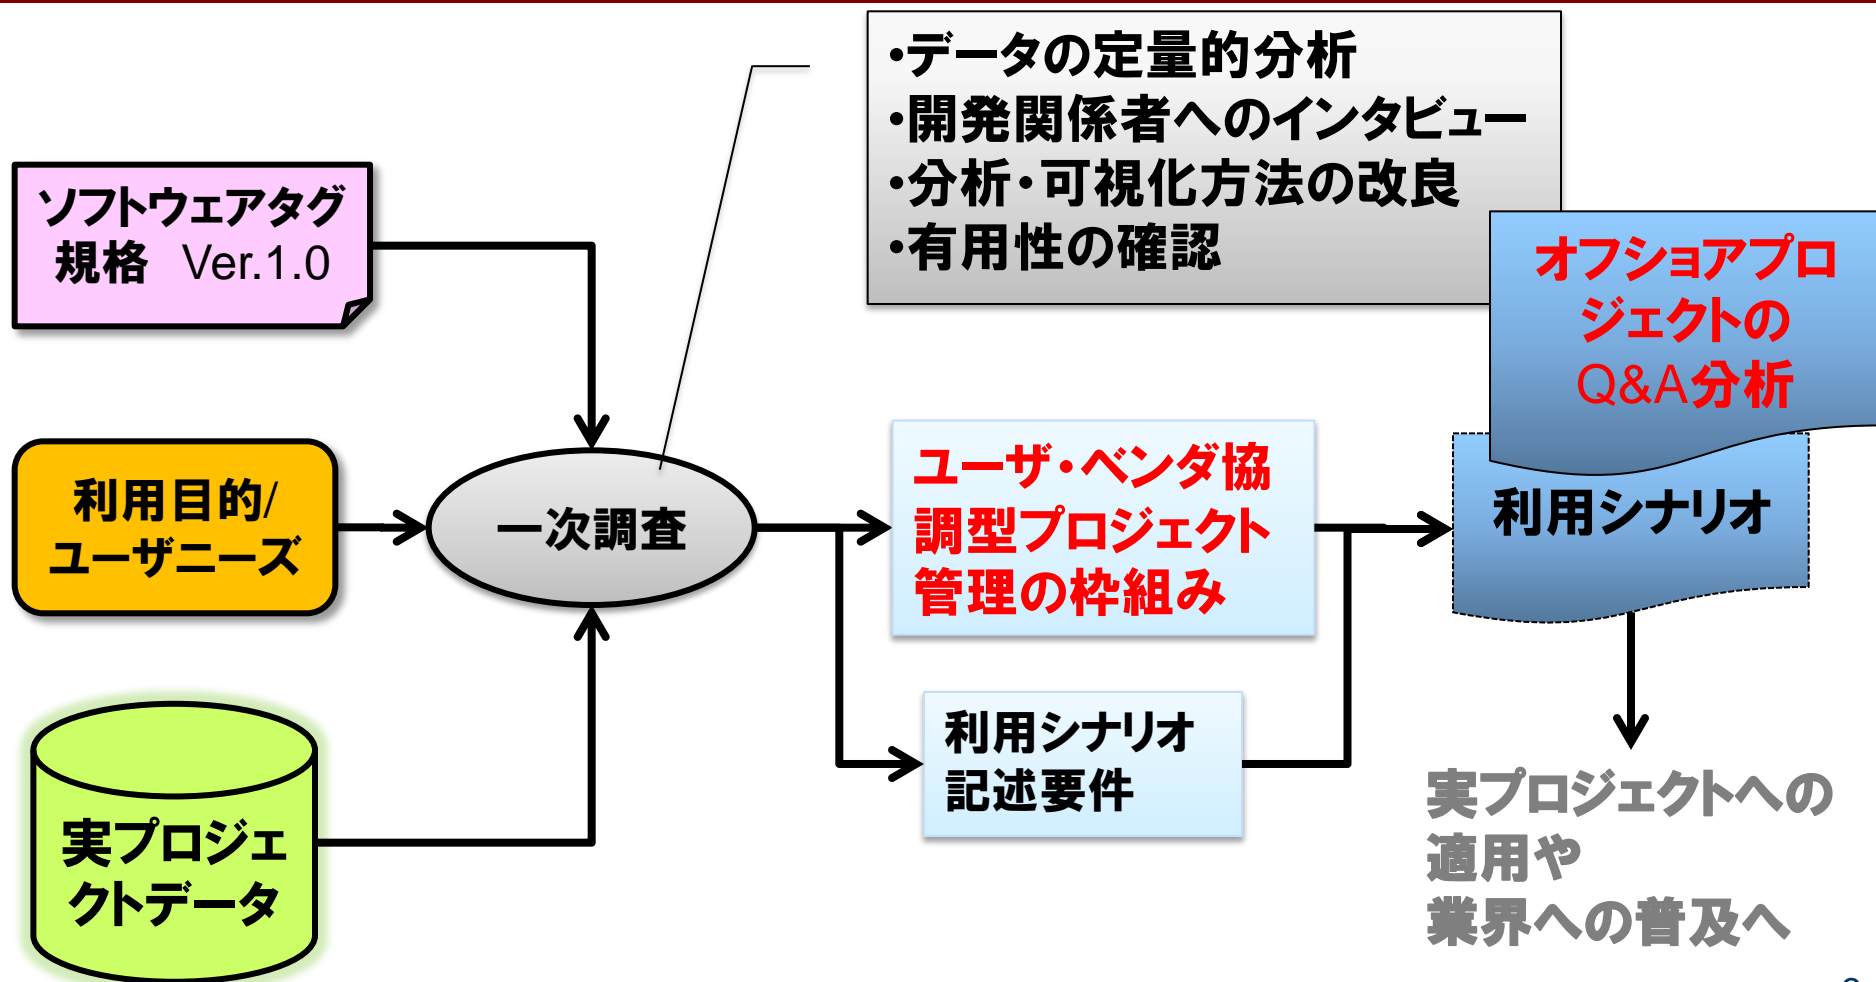 ・データの定量的分析
・開発関係者へのインタビュー
・分析・可視化方法の改良
・有用性の確認
ソフトウェアタグ
規格 Ver.1.0
オフショアプロ
ジェクトの
Q&A分析
利用目的/
ユーザニーズ
一次調査
ユーザ・ベンダ協
調型プロジェクト
管理の枠組み
利用シナリオ
利用シナリオ
記述要件
実プロジェ
クトデータ
実プロジェクトへの
適用や
業界への普及へ